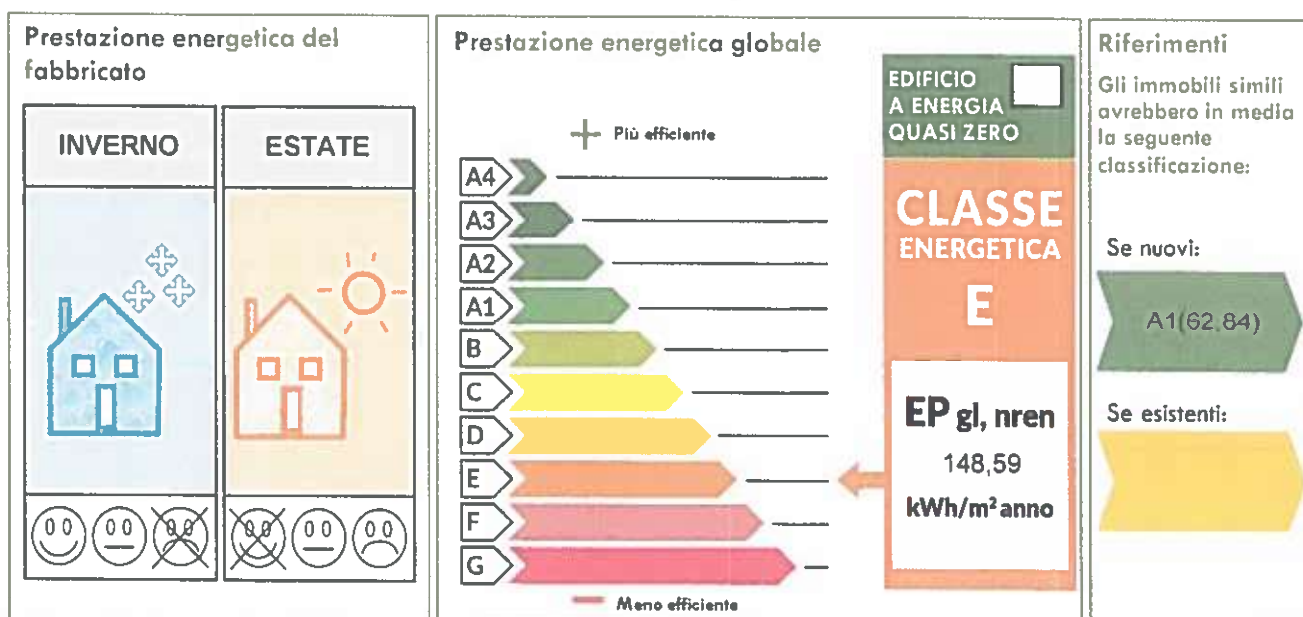 Prestazione energetica del
fabbricato
INVERNO
ESTATE
Prestazione energetica globale
Più efficiente
A4
A3
A2
A1
B
C
D
E
F
G
Meno efficiente
EDIFICIO
A ENERGIA
QUASI ZERO
CLASSE
ENERGETICA
E
EP gl, nren
148,59
kWh/m² anno
Riferimenti
Gli immobili simili
avrebbero in media
la seguente
classificazione:
Se nuovi:
A1(62,84)
Se esistenti: